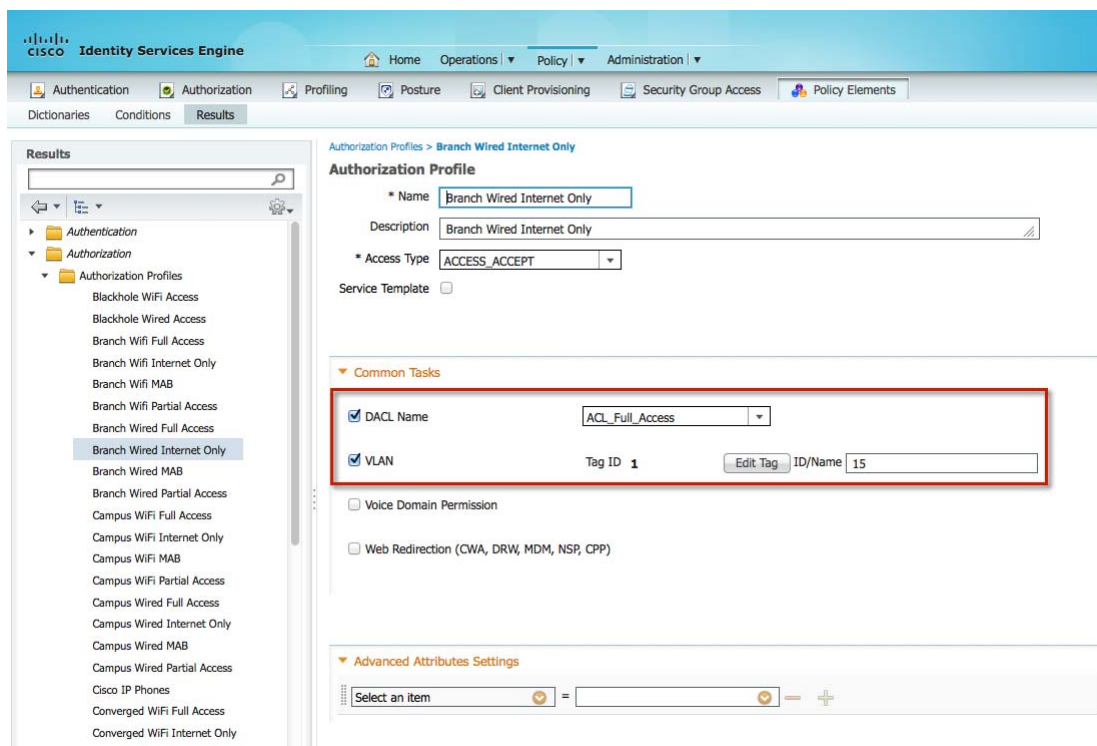 CISCO Identity Services Engine
Home Operations Policy Administration
Authentication Authorization Profiling Posture Client Provisioning Security Group Access Policy Elements
Dictionaries Conditions Results
Results
Authentication
Authorization
Authorization Profiles
Blackhole WiFi Access
Blackhole Wired Access
Branch Wifi Full Access
Branch Wifi Internet Only
Branch Wifi MAB
Branch Wifi Partial Access
Branch Wired Full Access
Branch Wired Internet Only
Branch Wired MAB
Branch Wired Partial Access
Campus WiFi Full Access
Campus WiFi Internet Only
Campus WiFi MAB
Campus WiFi Partial Access
Campus Wired Full Access
Campus Wired Internet Only
Campus Wired MAB
Campus Wired Partial Access
Cisco IP Phones
Converged WiFi Full Access
Converged WiFi Internet Only
Authorization Profiles > Branch Wired Internet Only
Authorization Profile
* Name Branch Wired Internet Only
Description Branch Wired Internet Only
* Access Type ACCESS_ACCEPT
Service Template
Common Tasks
DACL Name ACL_Full_Access
VLAN Tag ID 1 Edit Tag ID/Name 15
Voice Domain Permission
Web Redirection (CWA, DRW, MDM, NSP, CPP)
Advanced Attributes Settings
Select an item =